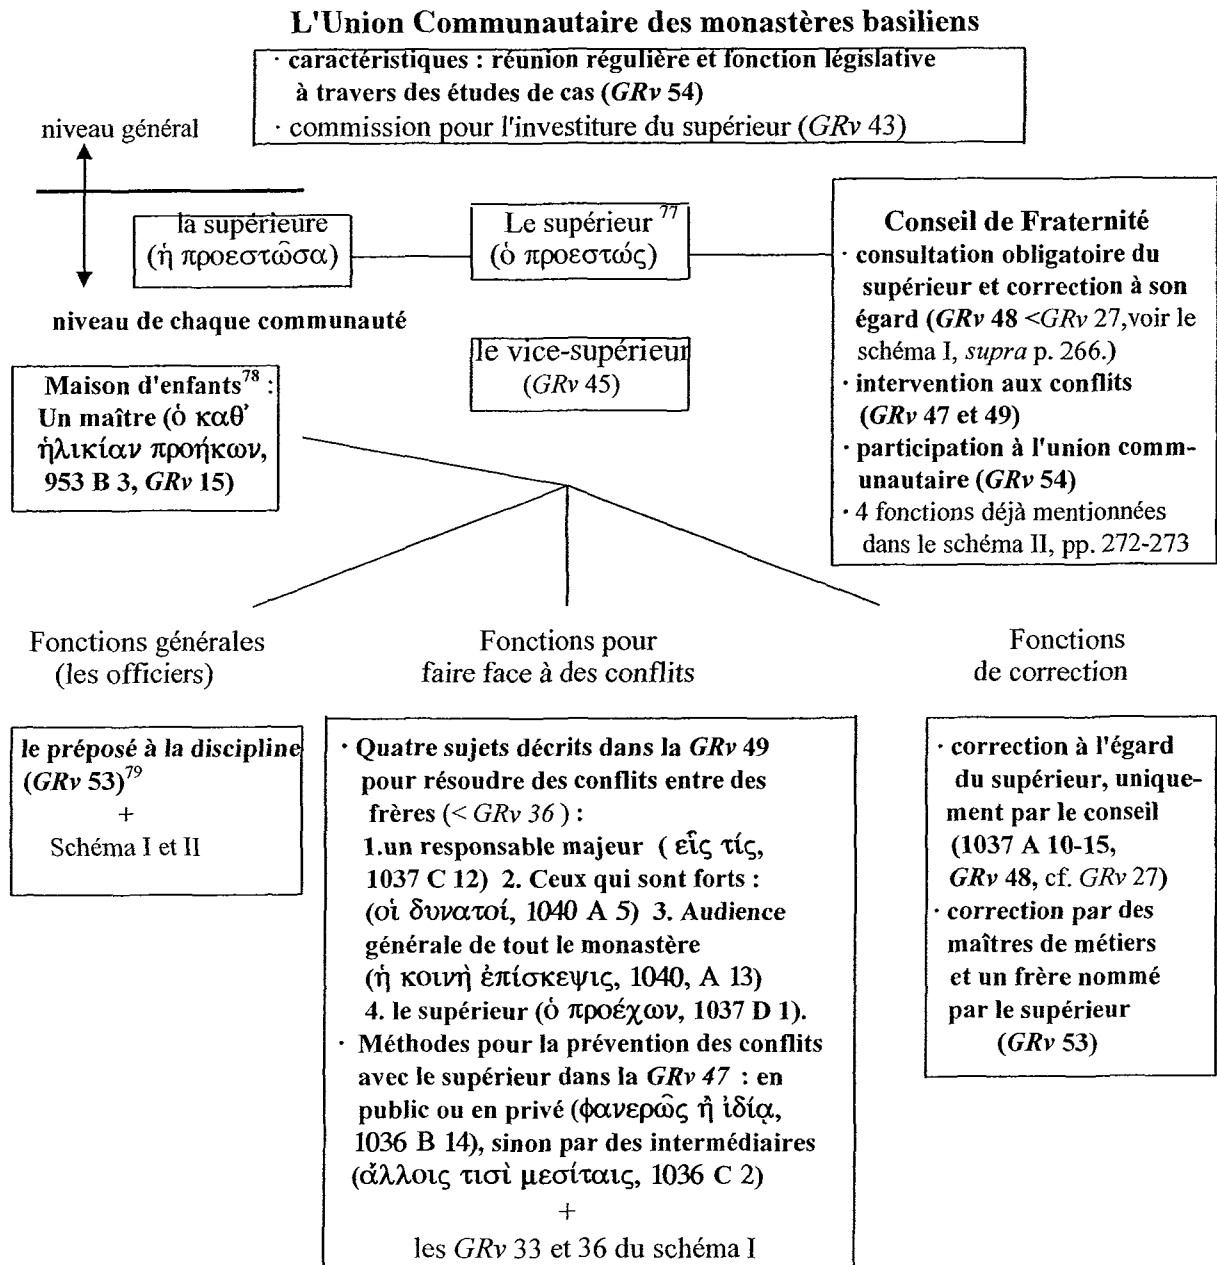 L'Union Communautaire des monastères basiliens
· caractéristiques : réunion régulière et fonction législative
à travers des études de cas (GRv 54)
· commission pour l'investiture du supérieur (GRv 43)
niveau général
la supérieure
(ἡ προεστῶσα)
Le supérieur 77
(ὁ προεστώς)
niveau de chaque communauté
le vice-supérieur
(GRv 45)
Conseil de Fraternité
· consultation obligatoire du
supérieur et correction à son
égard (GRv 48 <GRv 27,voir le
schéma I, supra p. 266.)
· intervention aux conflits
(GRv 47 et 49)
· participation à l'union comm-
unautaire (GRv 54)
· 4 fonctions déjà mentionnées
dans le schéma II, pp. 272-273
Maison d'enfants78 :
Un maître (ὁ καθ'
ἡλικίαν προήκων,
953 B 3, GRv 15)
Fonctions générales
(les officiers)
le préposé à la discipline
(GRv 53)79
+
Schéma I et II
Fonctions pour
faire face à des conflits
· Quatre sujets décrits dans la GRv 49
pour résoudre des conflits entre des
frères (< GRv 36 ) :
1.un responsable majeur ( εἷς τίς,
1037 C 12) 2. Ceux qui sont forts :
(οἱ δυνατοί, 1040 A 5) 3. Audience
générale de tout le monastère
(ἡ κοινὴ ἐπίσκεψις, 1040, A 13)
4. le supérieur (ὁ προέχων, 1037 D 1).
· Méthodes pour la prévention des conflits
avec le supérieur dans la GRv 47 : en
public ou en privé (φανερῶς ἢ ἰδίᾳ,
1036 B 14), sinon par des intermédiaires
(ἄλλοις τισὶ μεσίταις, 1036 C 2)
+
les GRv 33 et 36 du schéma I
Fonctions
de correction
· correction à l'égard
du supérieur, unique-
ment par le conseil
(1037 A 10-15,
GRv 48, cf. GRv 27)
· correction par des
maîtres de métiers
et un frère nommé
par le supérieur
(GRv 53)